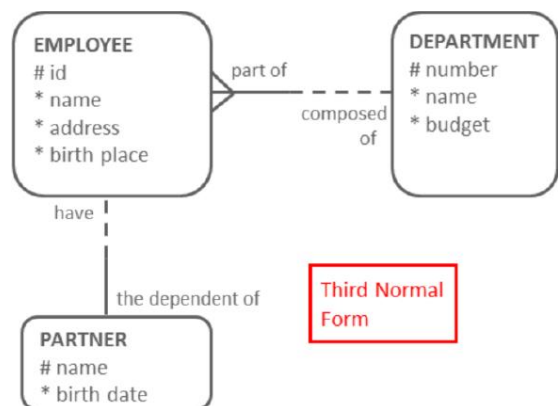 EMPLOYEE
# id
* name
* address
* birth place
part of
composed
of
DEPARTMENT
# number
* name
* budget
have
the dependent of
PARTNER
# name
* birth date
Third Normal
Form